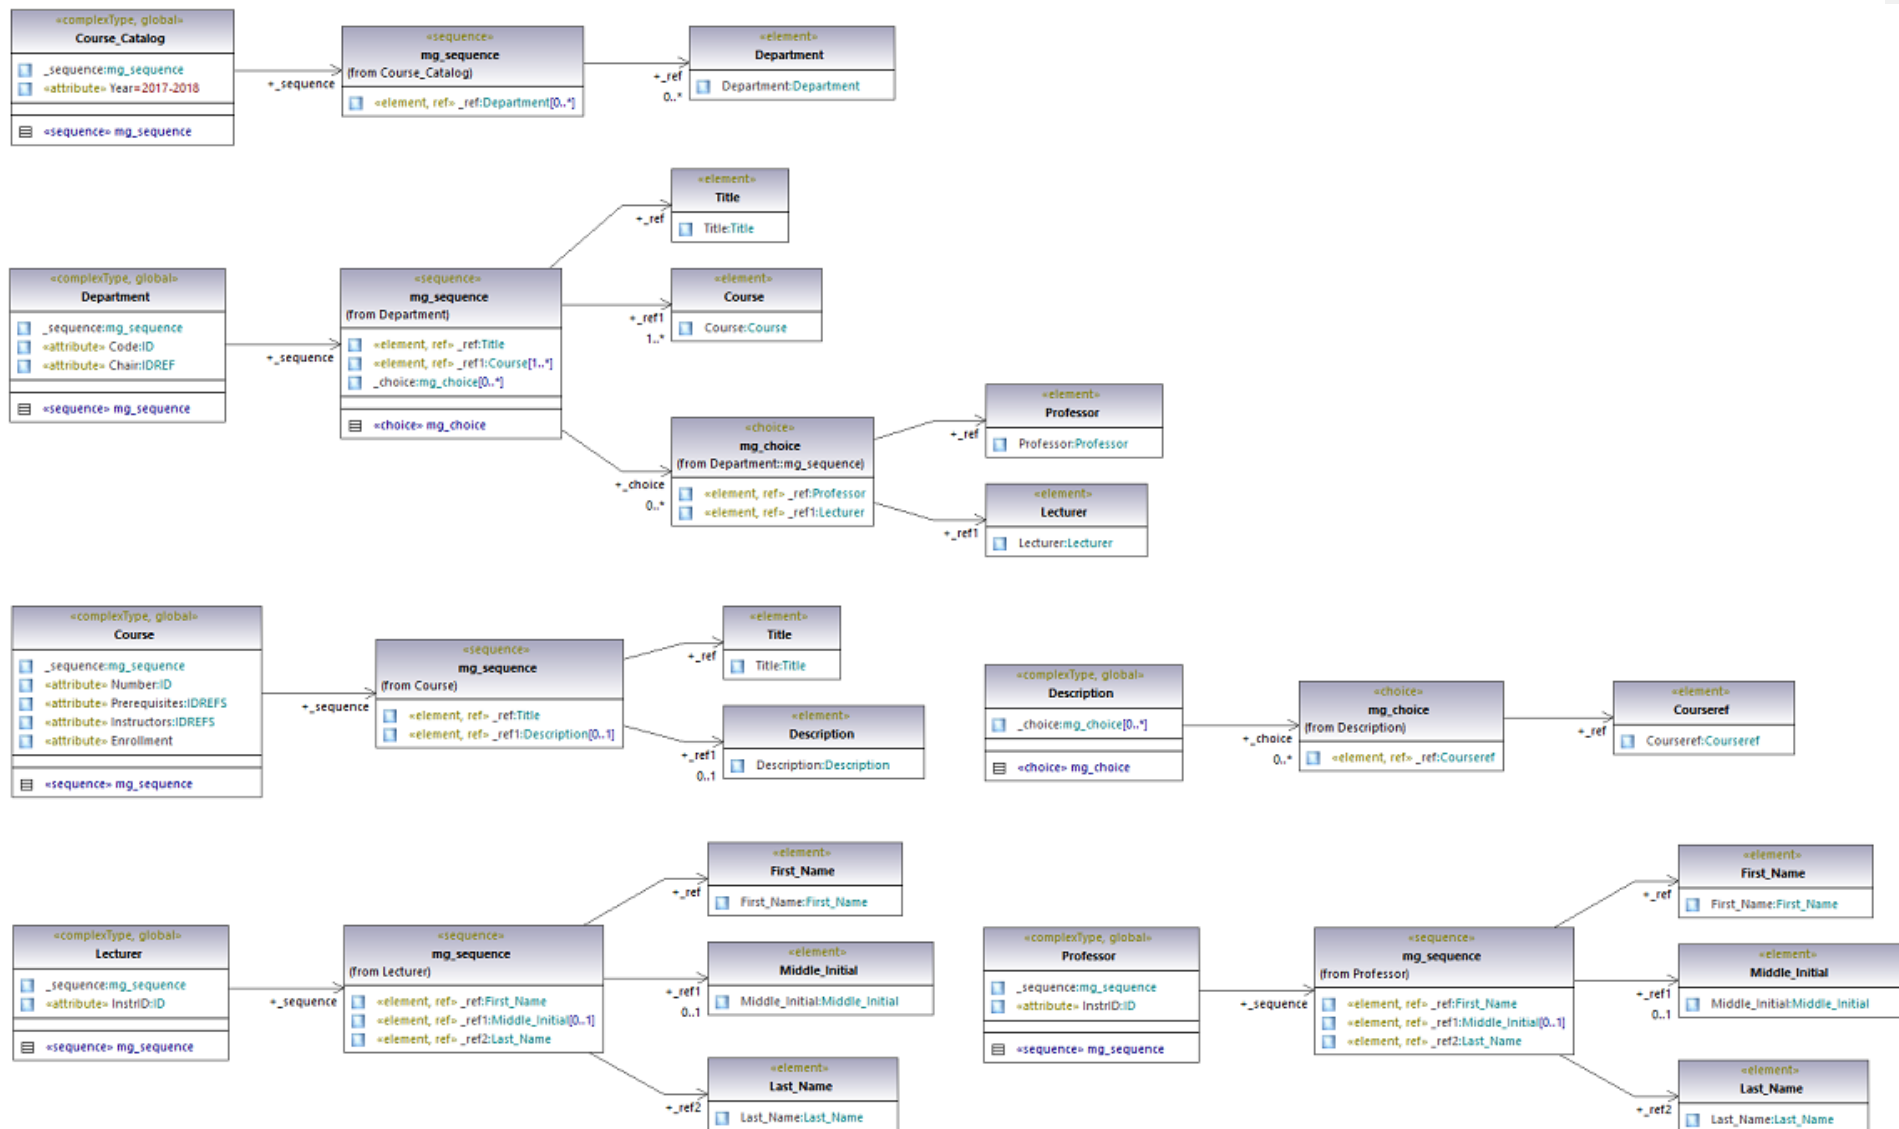 «complexType, global»
Course_Catalog
_sequence:mg_sequence
«attribute» Year=2017-2018
«sequence» mg_sequence
+_sequence
«sequence»
mg_sequence
(from Course_Catalog)
«element, ref» _ref:Department[0..*]
+_ref
0..*
«element»
Department
Department:Department
«complexType, global»
Department
_sequence:mg_sequence
«attribute» Code:ID
«attribute» Chair:IDREF
«sequence» mg_sequence
+_sequence
«sequence»
mg_sequence
(from Department)
«element, ref» _ref:Title
«element, ref» _ref1:Course[1..*]
_choice:mg_choice[0..*]
«choice» mg_choice
+_ref
«element»
Title
Title:Title
+_ref1
1..*
«element»
Course
Course:Course
+_choice
0..*
«choice»
mg_choice
(from Department::mg_sequence)
«element, ref» _ref:Professor
«element, ref» _ref1:Lecturer
+_ref
«element»
Professor
Professor:Professor
+_ref1
«element»
Lecturer
Lecturer:Lecturer
«complexType, global»
Course
_sequence:mg_sequence
«attribute» Number:ID
«attribute» Prerequisites:IDREFS
«attribute» Instructors:IDREFS
«attribute» Enrollment
«sequence» mg_sequence
+_sequence
«sequence»
mg_sequence
(from Course)
«element, ref» _ref:Title
«element, ref» _ref1:Description[0..1]
+_ref
«element»
Title
Title:Title
+_ref1
0..1
«element»
Description
Description:Description
«complexType, global»
Description
_choice:mg_choice[0..*]
«choice» mg_choice
+_choice
0..*
«choice»
mg_choice
(from Description)
«element, ref» _ref:Courseref
+_ref
«element»
Courseref
Courseref:Courseref
«complexType, global»
Lecturer
_sequence:mg_sequence
«attribute» InstrID:ID
«sequence» mg_sequence
+_sequence
«sequence»
mg_sequence
(from Lecturer)
«element, ref» _ref:First_Name
«element, ref» _ref1:Middle_Initial[0..1]
«element, ref» _ref2:Last_Name
+_ref
«element»
First_Name
First_Name:First_Name
+_ref1
0..1
«element»
Middle_Initial
Middle_Initial:Middle_Initial
+_ref2
«element»
Last_Name
Last_Name:Last_Name
«complexType, global»
Professor
_sequence:mg_sequence
«attribute» InstrID:ID
«sequence» mg_sequence
+_sequence
«sequence»
mg_sequence
(from Professor)
«element, ref» _ref:First_Name
«element, ref» _ref1:Middle_Initial[0..1]
«element, ref» _ref2:Last_Name
+_ref
«element»
First_Name
First_Name:First_Name
+_ref1
0..1
«element»
Middle_Initial
Middle_Initial:Middle_Initial
+_ref2
«element»
Last_Name
Last_Name:Last_Name